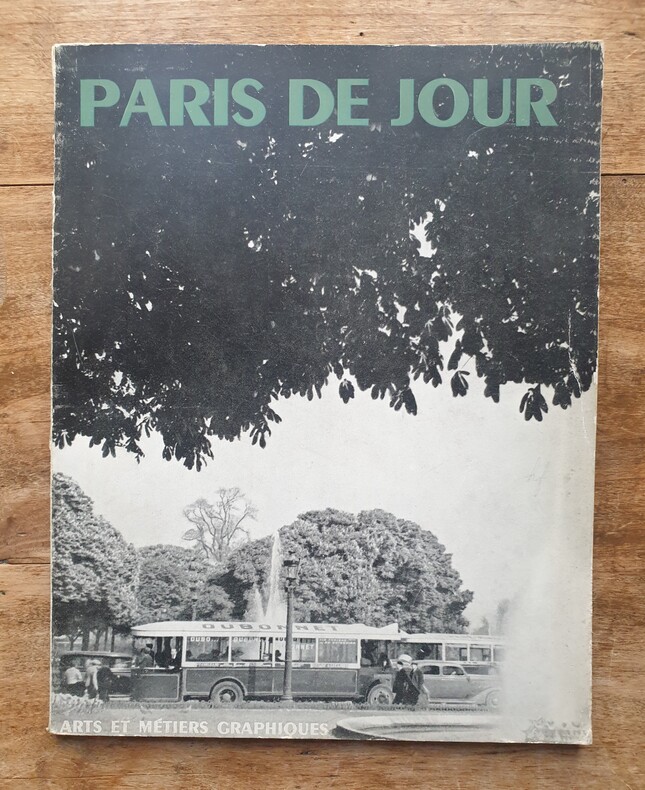 PARIS DE JOUR
DUBONNET
ARTS ET MÉTIERS GRAPHIQUES